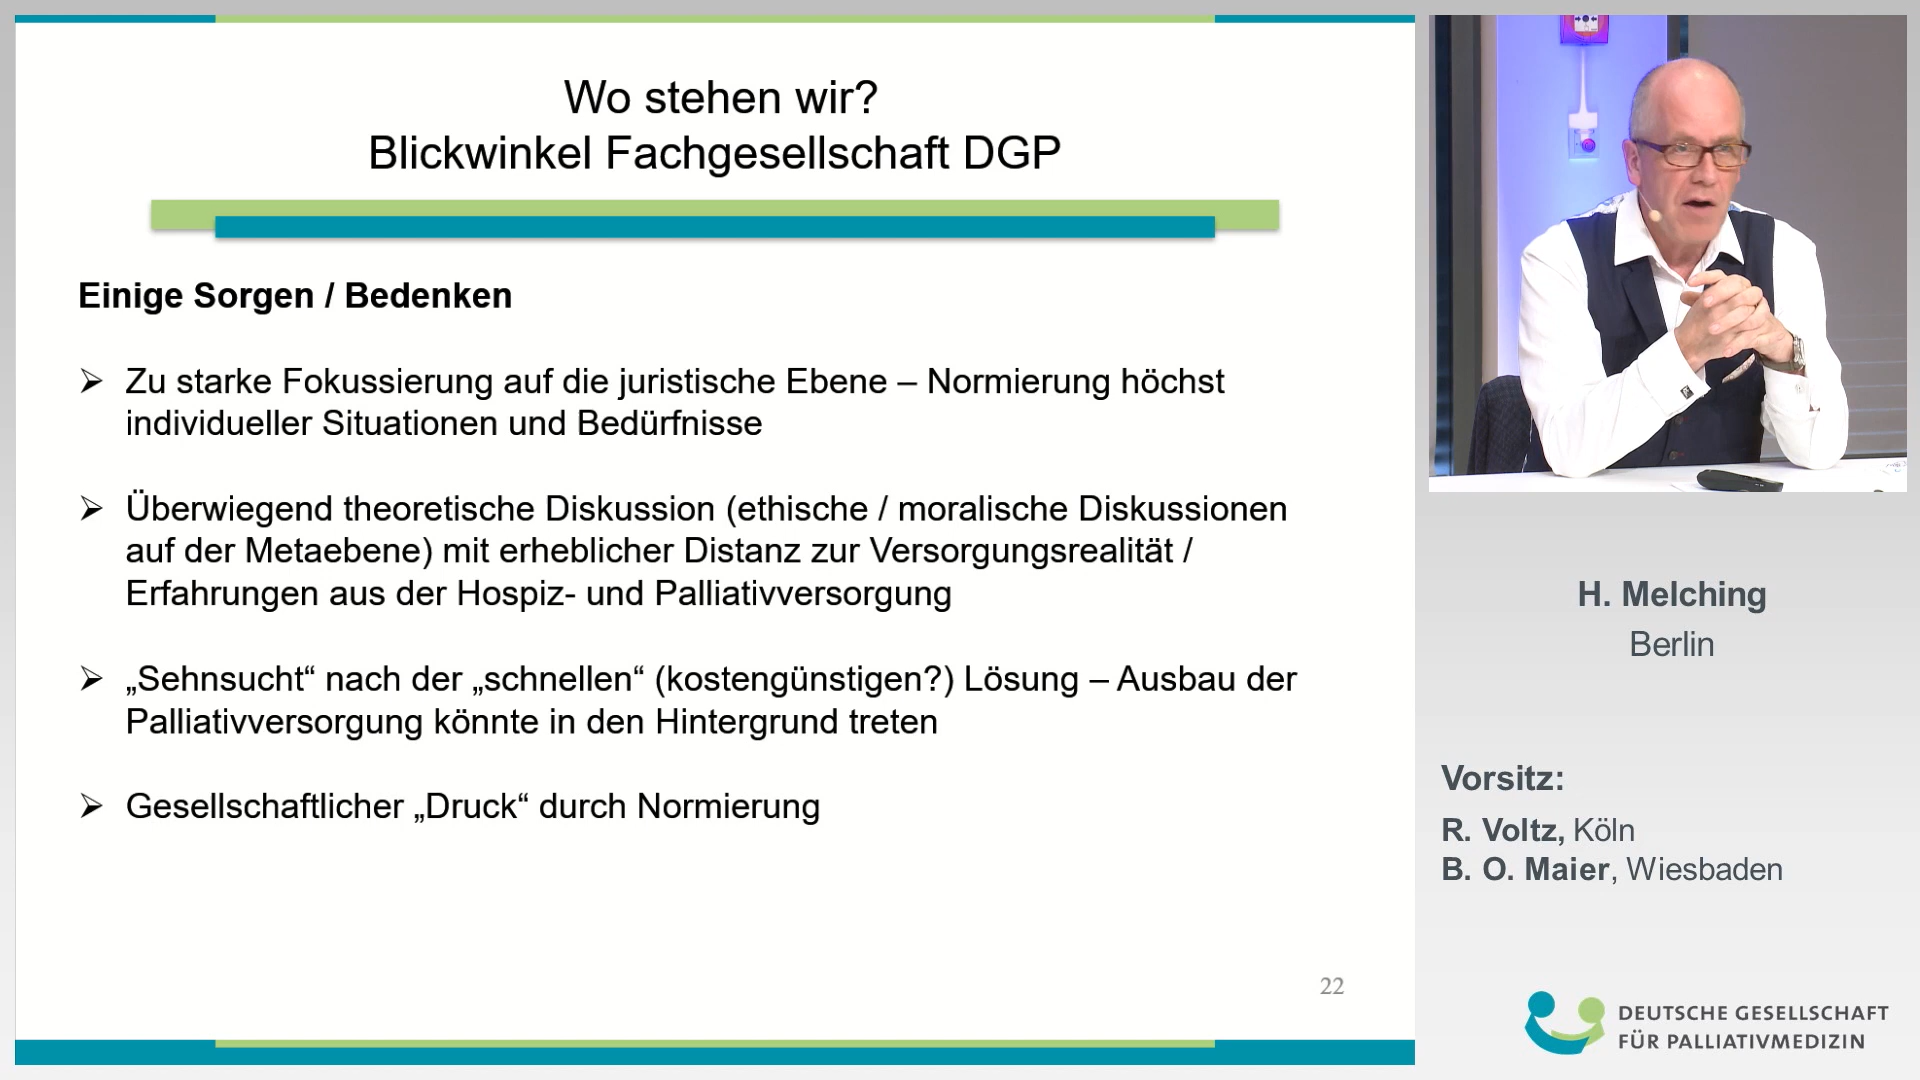 Wo stehen wir?
Blickwinkel Fachgesellschaft DGP
Einige Sorgen / Bedenken
➢ Zu starke Fokussierung auf die juristische Ebene – Normierung höchst
individueller Situationen und Bedürfnisse
➢ Überwiegend theoretische Diskussion (ethische / moralische Diskussionen
auf der Metaebene) mit erheblicher Distanz zur Versorgungsrealität /
Erfahrungen aus der Hospiz- und Palliativversorgung
➢ „Sehnsucht“ nach der „schnellen“ (kostengünstigen?) Lösung – Ausbau der
Palliativversorgung könnte in den Hintergrund treten
➢ Gesellschaftlicher „Druck“ durch Normierung
22
H. Melching
Berlin
Vorsitz:
R. Voltz, Köln
B. O. Maier, Wiesbaden
DEUTSCHE GESELLSCHAFT
FÜR PALLIATIVMEDIZIN